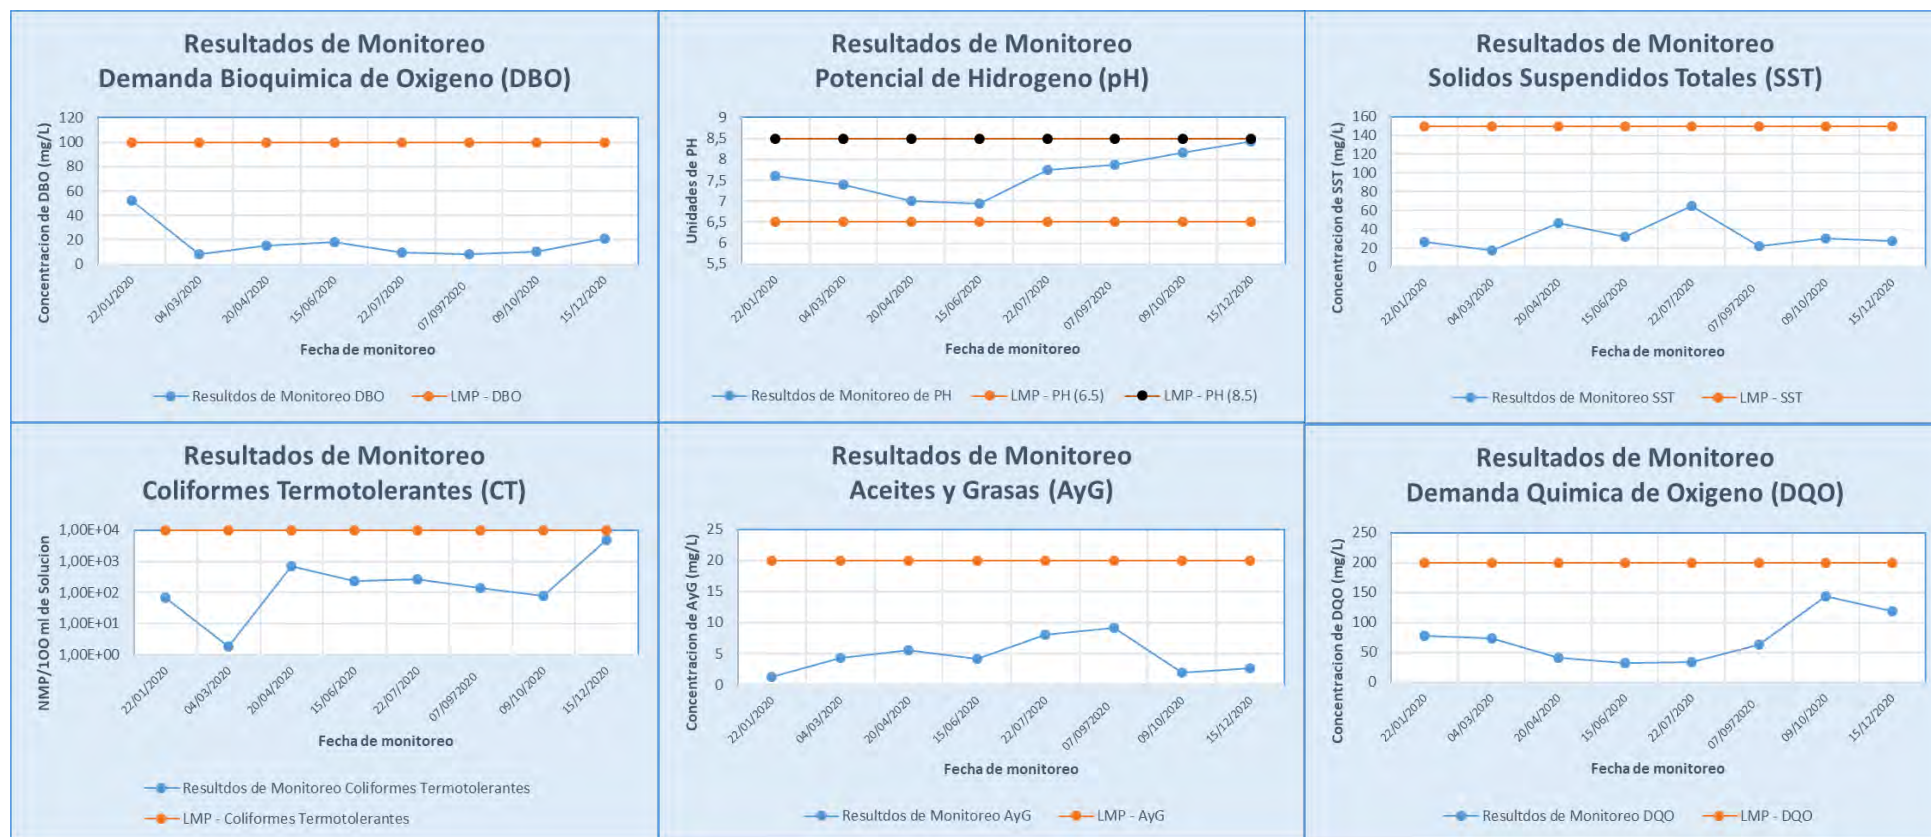 Resultados de Monitoreo
Demanda Bioquimica de Oxigeno (DBO)
Concentracion de DBO (mg/L)
120
100
80
60
40
20
0
22/01/2020
04/03/2020
20/04/2020
15/06/2020
22/07/2020
07/09/2020
09/10/2020
15/12/2020
Fecha de monitoreo
Resultdos de Monitoreo DBO
LMP - DBO
Resultados de Monitoreo
Potencial de Hidrogeno (pH)
Unidades de PH
9
8,5
8
7,5
7
6,5
6
5,5
22/01/2020
04/03/2020
20/04/2020
15/06/2020
22/07/2020
07/09/2020
09/10/2020
15/12/2020
Fecha de monitoreo
Resultdos de Monitoreo de PH
LMP - PH (6.5)
LMP - PH (8.5)
Resultados de Monitoreo
Solidos Suspendidos Totales (SST)
Concentracion de SST (mg/L)
160
140
120
100
80
60
40
20
0
22/01/2020
04/03/2020
20/04/2020
15/06/2020
22/07/2020
07/09/2020
09/10/2020
15/12/2020
Fecha de monitoreo
Resultdos de Monitoreo SST
LMP - SST
Resultados de Monitoreo
Coliformes Termotolerantes (CT)
NMP/1OO ml de Solucion
1,00E+04
1,00E+03
1,00E+02
1,00E+01
1,00E+00
22/01/2020
04/03/2020
20/04/2020
15/06/2020
22/07/2020
07/09/2020
09/10/2020
15/12/2020
Fecha de monitoreo
Resultdos de Monitoreo Coliformes Termotolerantes
LMP - Coliformes Termotolerantes
Resultados de Monitoreo
Aceites y Grasas (AyG)
Concentracion de AyG (mg/L)
25
20
15
10
5
0
22/01/2020
04/03/2020
20/04/2020
15/06/2020
22/07/2020
07/09/2020
09/10/2020
15/12/2020
Fecha de monitoreo
Resultdos de Monitoreo AyG
LMP - AyG
Resultados de Monitoreo
Demanda Quimica de Oxigeno (DQO)
Concentracion de DQO (mg/L)
250
200
150
100
50
0
22/01/2020
04/03/2020
20/04/2020
15/06/2020
22/07/2020
07/0972020
09/10/2020
15/12/2020
Fecha de monitoreo
Resultdos de Monitoreo DQO
LMP - DQO